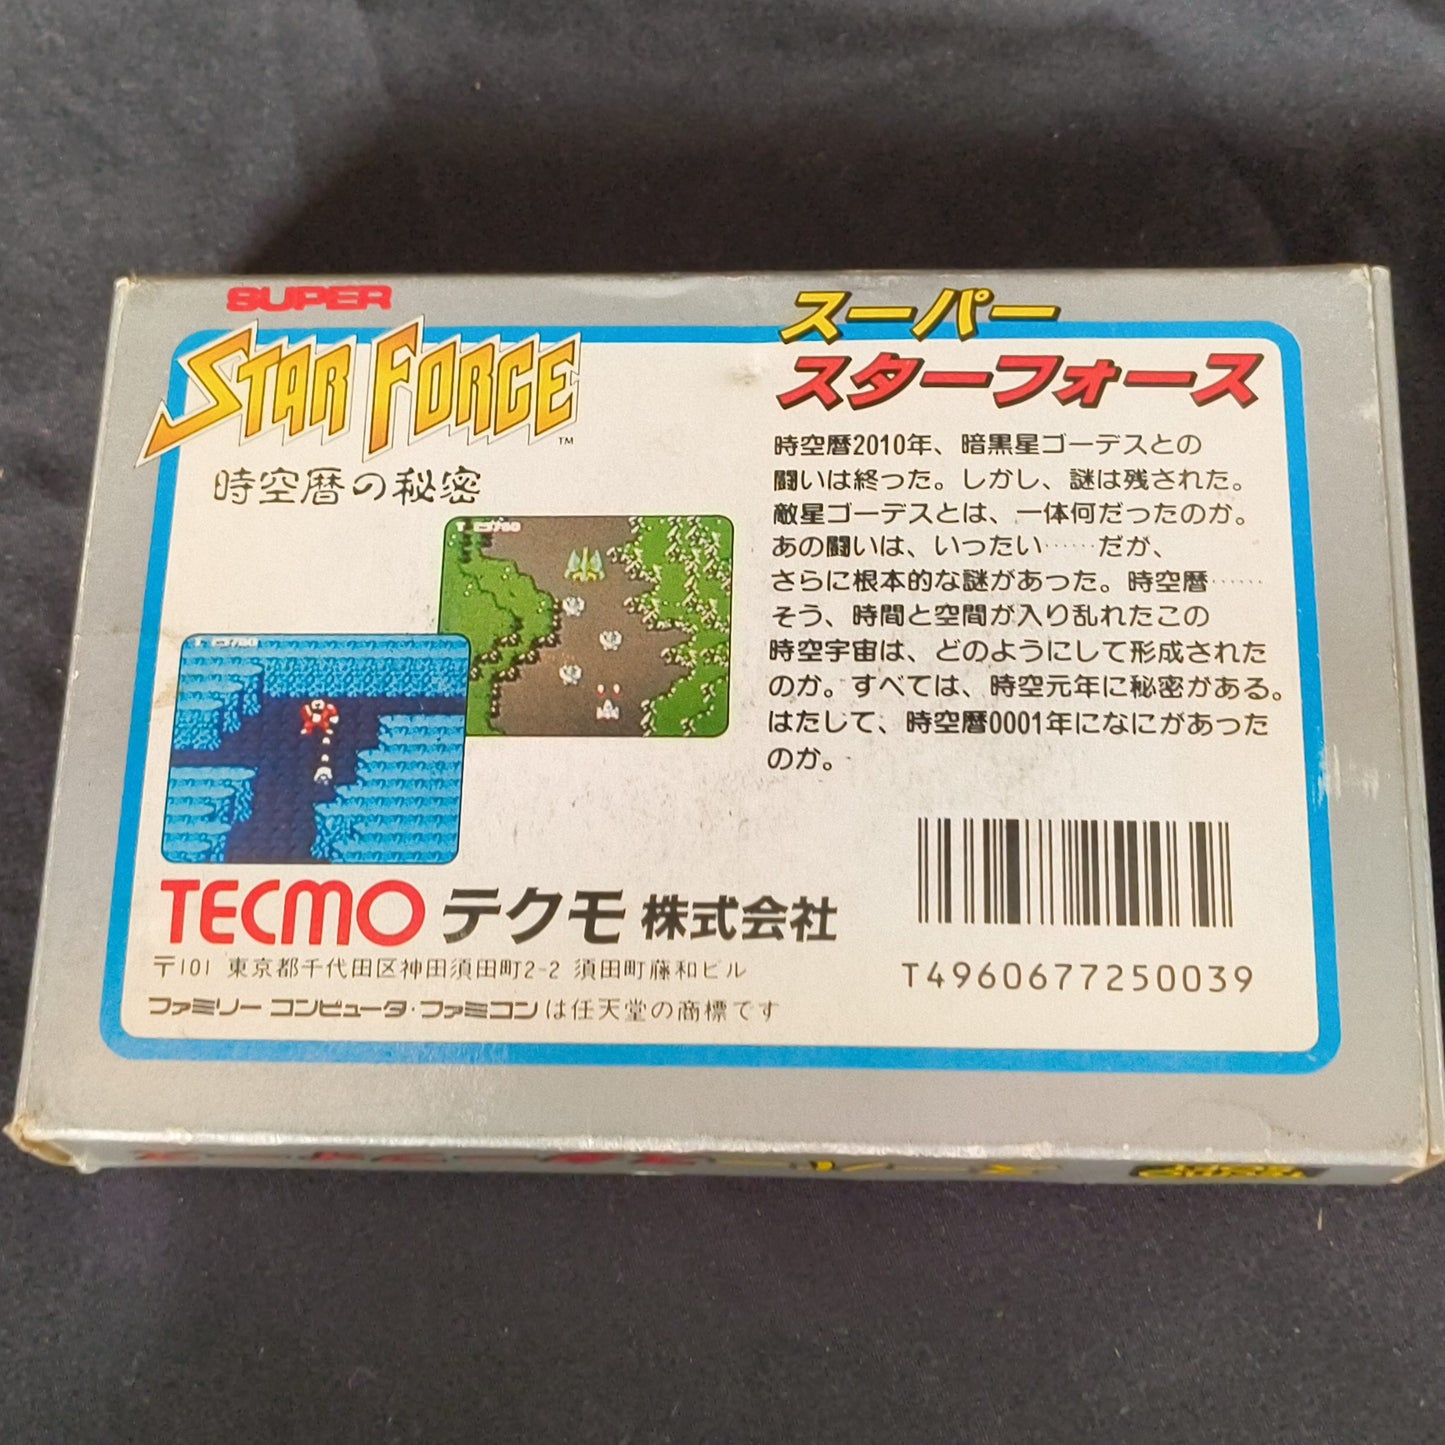 SUPER
STAR FORCE
™
時空暦の秘密
スーパー
スターフォース
時空暦2010年、暗黒星ゴーデスとの
闘いは終った。しかし、謎は残された。
敵星ゴーデスとは、一体何だったのか。
あの闘いは、いったい……だが、
さらに根本的な謎があった。時空暦……
そう、時間と空間が入り乱れたこの
時空宇宙は、どのようにして形成された
のか。すべては、時空元年に秘密がある。
はたして、時空暦0001年になにがあった
のか。
TECMO テクモ 株式会社
〒101 東京都千代田区神田須田町2-2 須田町藤和ビル
ファミリー コンピュータ・ファミコンは任天堂の商標です
T4960677250039